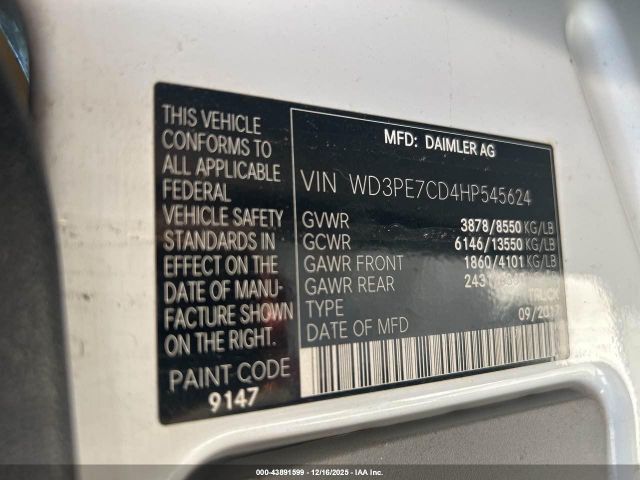 THIS VEHICLE
CONFORMS TO
ALL APPLICABLE
FEDERAL
VEHICLE SAFETY
STANDARDS IN
EFFECT ON THE
DATE OF MANU-
FACTURE SHOWN
ON THE RIGHT.
PAINT CODE
9147
MFD: DAIMLER AG
VIN WD3PE7CD4HP545624
GVWR 3878/8550 KG/LB
GCWR 6146/13550 KG/LB
GAWR FRONT 1860/4101 KG/LB
GAWR REAR
TYPE TRUCK
DATE OF MFD
000-43891599 | 12/16/2025 | IAA Inc.